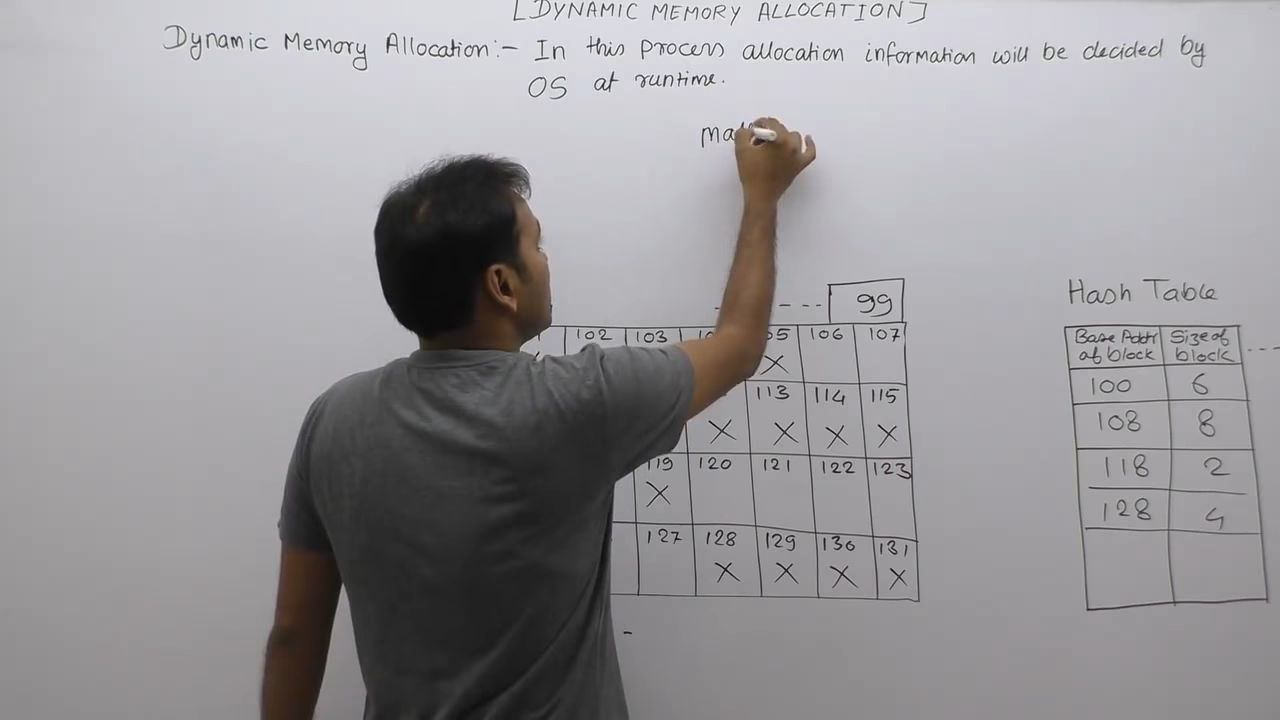 [DYNAMIC MEMORY ALLOCATION]
Dynamic Memory Allocation:- In this process allocation information will be decided by
OS at runtime.
99
Hash Table
102 103 106 107
Base Addr of block Size of block
X
100 6
113 114 115
X X X X
108 8
119 120 121 122 123
118 2
X
128 4
127 128 129 130 131
X X X X